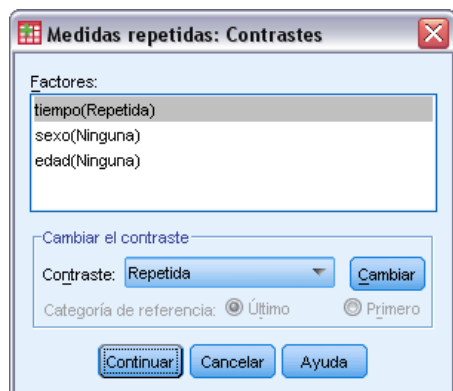 Medidas repetidas: Contrastes
Factores:
tiempo(Repetida)
sexo(Ninguna)
edad(Ninguna)
Cambiar el contraste
Contraste: Repetida Cambiar
Categoría de referencia: Último Primero
Continuar Cancelar Ayuda